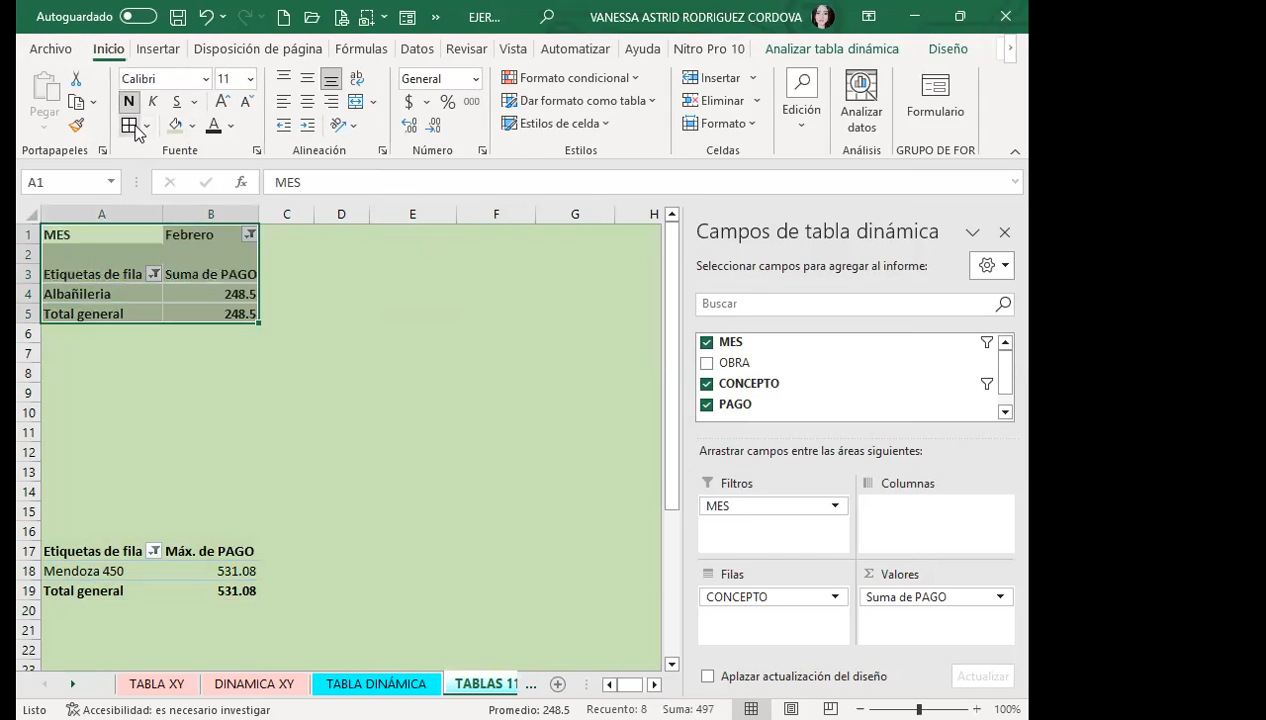 Autoguardado EJER... VANESSA ASTRID RODRIGUEZ CORDOVA
Archivo Inicio Insertar Disposición de página Fórmulas Datos Revisar Vista Automatizar Ayuda Nitro Pro 10 Analizar tabla dinámica Diseño
Pegar
Portapapeles
Calibri 11
N K S A A
A
Fuente
ab
Alineación
General
$ % 000
Número
Formato condicional
Dar formato como tabla
Estilos de celda
Estilos
Insertar
Eliminar
Formato
Celdas
Edición
Analizar datos
Análisis
Formulario
GRUPO DE FOR
A1 fx MES
A B C D E F G H
1 MES Febrero
2
3 Etiquetas de fila Suma de PAGO
4 Albañileria 248.5
5 Total general 248.5
6
7
8
9
10
11
12
13
14
15
16
17 Etiquetas de fila Máx. de PAGO
18 Mendoza 450 531.08
19 Total general 531.08
20
21
22
23
Campos de tabla dinámica
Seleccionar campos para agregar al informe:
Buscar
MES
OBRA
CONCEPTO
PAGO
Arrastrar campos entre las áreas siguientes:
Filtros Columnas
MES
Filas Σ Valores
CONCEPTO Suma de PAGO
Aplazar actualización del diseño Actualizar
TABLA XY DINAMICA XY TABLA DINÁMICA TABLAS 11 ...
Listo Accesibilidad: es necesario investigar Promedio: 248.5 Recuento: 8 Suma: 497 100%